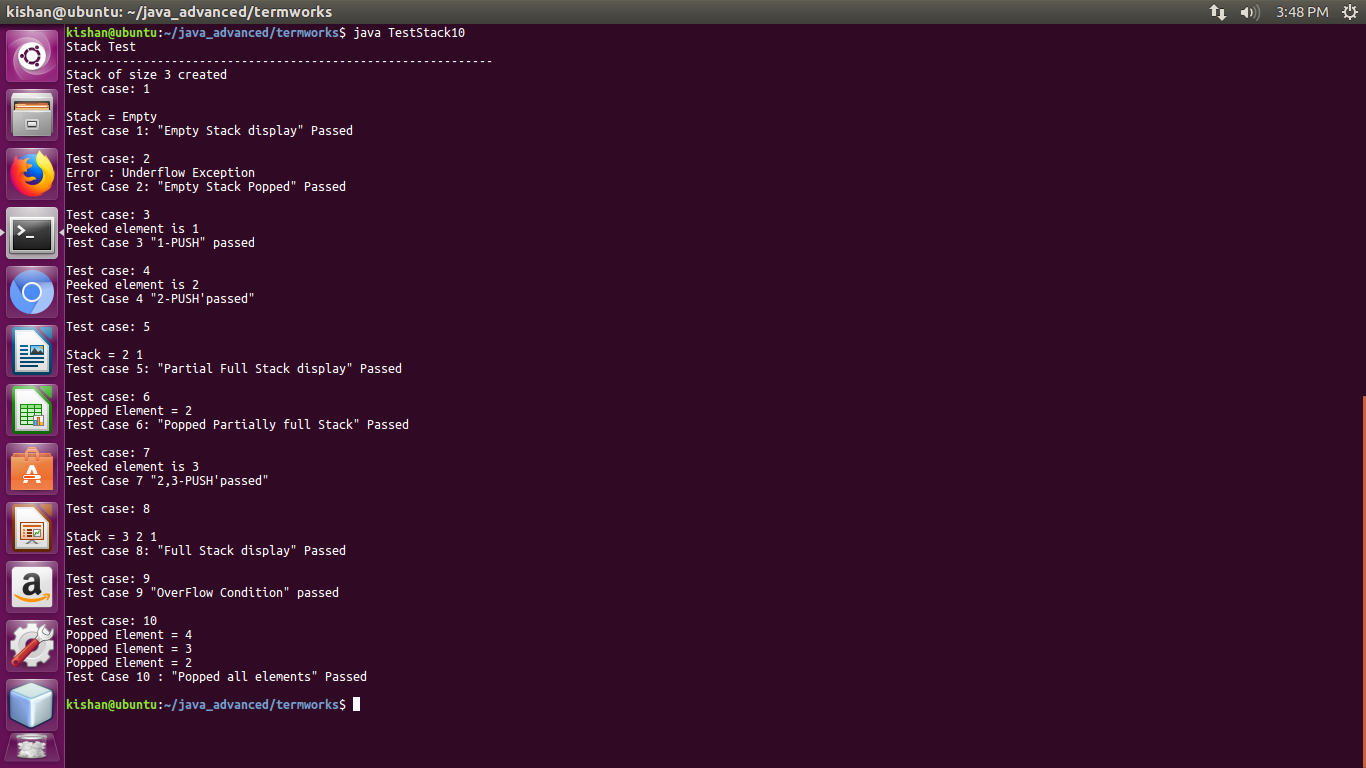 kishan@ubuntu: ~/java_advanced/termworks
3:48 PM
kishan@ubuntu:~/java_advanced/termworks$ java TestStack10
Stack Test
-------------------------------------------------------------
Stack of size 3 created
Test case: 1
Stack = Empty
Test case 1: "Empty Stack display" Passed
Test case: 2
Error : Underflow Exception
Test Case 2: "Empty Stack Popped" Passed
Test case: 3
Peeked element is 1
Test Case 3 "1-PUSH" passed
Test case: 4
Peeked element is 2
Test Case 4 "2-PUSH'passed"
Test case: 5
Stack = 2 1
Test case 5: "Partial Full Stack display" Passed
Test case: 6
Popped Element = 2
Test Case 6: "Popped Partially full Stack" Passed
Test case: 7
Peeked element is 3
Test Case 7 "2,3-PUSH'passed"
Test case: 8
Stack = 3 2 1
Test case 8: "Full Stack display" Passed
Test case: 9
Test Case 9 "OverFlow Condition" passed
Test case: 10
Popped Element = 4
Popped Element = 3
Popped Element = 2
Test Case 10 : "Popped all elements" Passed
kishan@ubuntu:~/java_advanced/termworks$